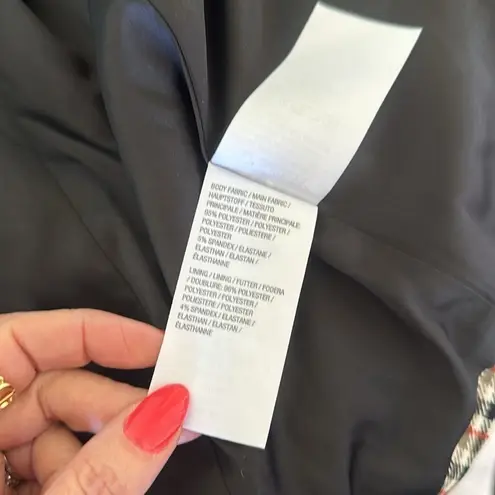 BODY FABRIC / MAIN FABRIC /
HAUPTSTOFF / TESSUTO
PRINCIPALE / MATIÈRE PRINCIPALE:
95% POLYESTER / POLYESTER /
POLYESTER / POLIESTERE /
POLYESTER
5% SPANDEX / ELASTANE /
ELASTHAN / ELASTAN /
ÉLASTHANNE
LINING / LINING / FUTTER / FODERA
/ DOUBLURE: 96% POLYESTER /
POLYESTER / POLYESTER /
POLIESTERE / POLYESTER
4% SPANDEX / ELASTANE /
ELASTHAN / ELASTAN /
ÉLASTHANNE